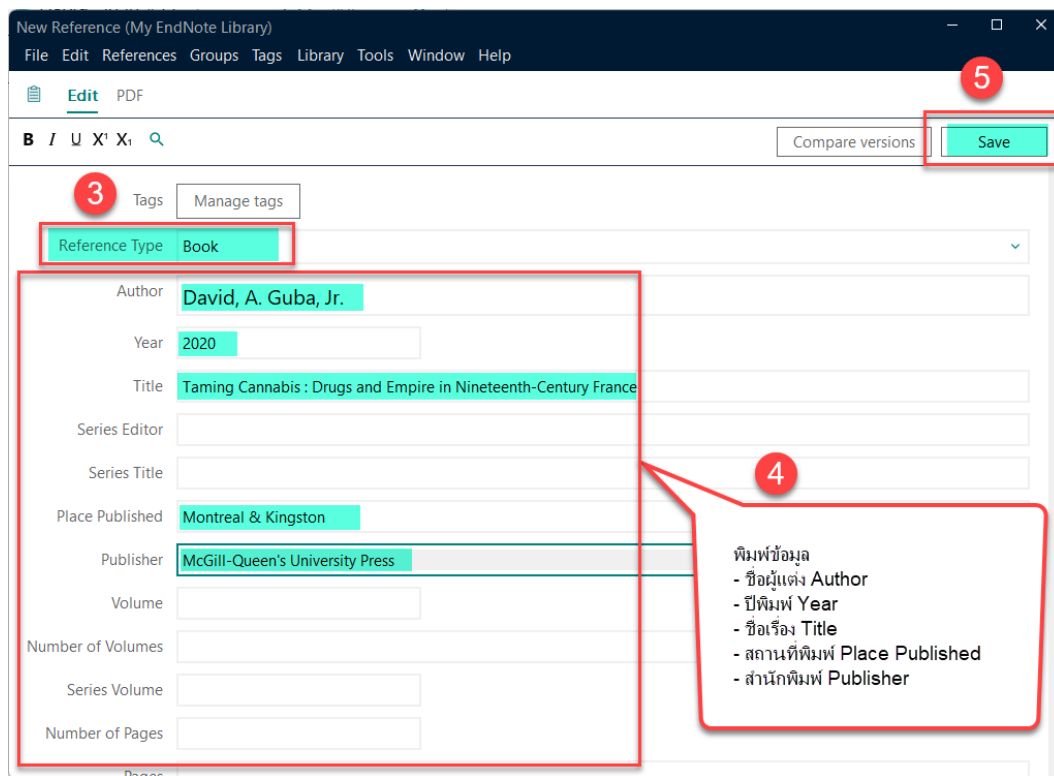 New Reference (My EndNote Library)
File Edit References Groups Tags Library Tools Window Help
5
Edit PDF
B I U X¹ X₁
Compare versions
Save
3
Tags
Manage tags
Reference Type
Book
Author
David, A. Guba, Jr.
Year
2020
Title
Taming Cannabis : Drugs and Empire in Nineteenth-Century France
Series Editor
Series Title
4
Place Published
Montreal & Kingston
Publisher
McGill-Queen's University Press
Volume
Number of Volumes
Series Volume
Number of Pages
Pages
พิมพ์ข้อมูล
- ชื่อผู้แต่ง Author
- ปีพิมพ์ Year
- ชื่อเรื่อง Title
- สถานที่พิมพ์ Place Published
- สำนักพิมพ์ Publisher